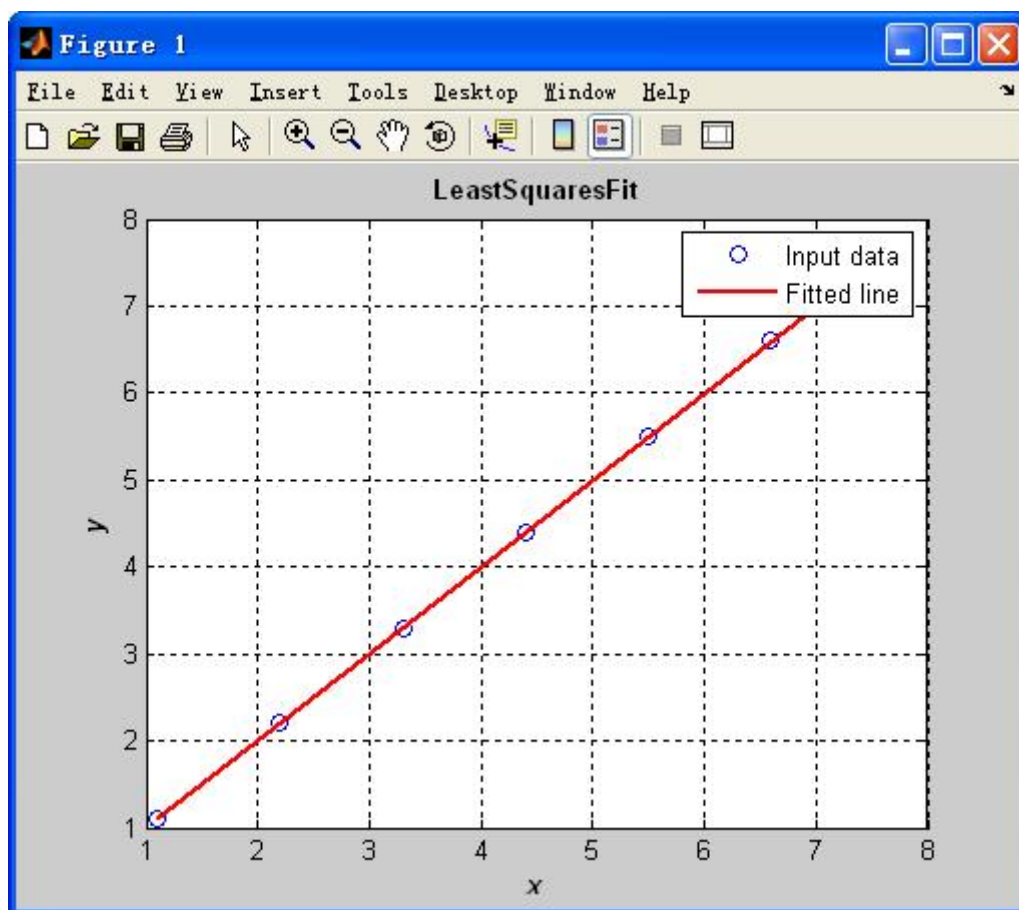 Figure 1
File Edit View Insert Tools Desktop Window Help
LeastSquaresFit
8
7
6
5
4
3
2
1
y
Input data
Fitted line
1 2 3 4 5 6 7 8
x